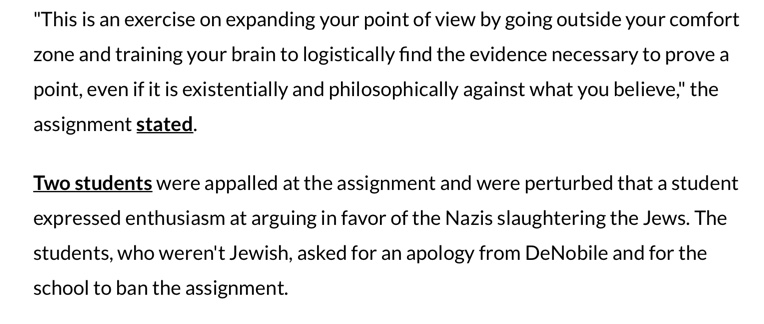 "This is an exercise on expanding your point of view by going outside your comfort
zone and training your brain to logistically find the evidence necessary to prove a
point, even if it is existentially and philosophically against what you believe," the
assignment stated.
Two students were appalled at the assignment and were perturbed that a student
expressed enthusiasm at arguing in favor of the Nazis slaughtering the Jews. The
students, who weren't Jewish, asked for an apology from DeNobile and for the
school to ban the assignment.